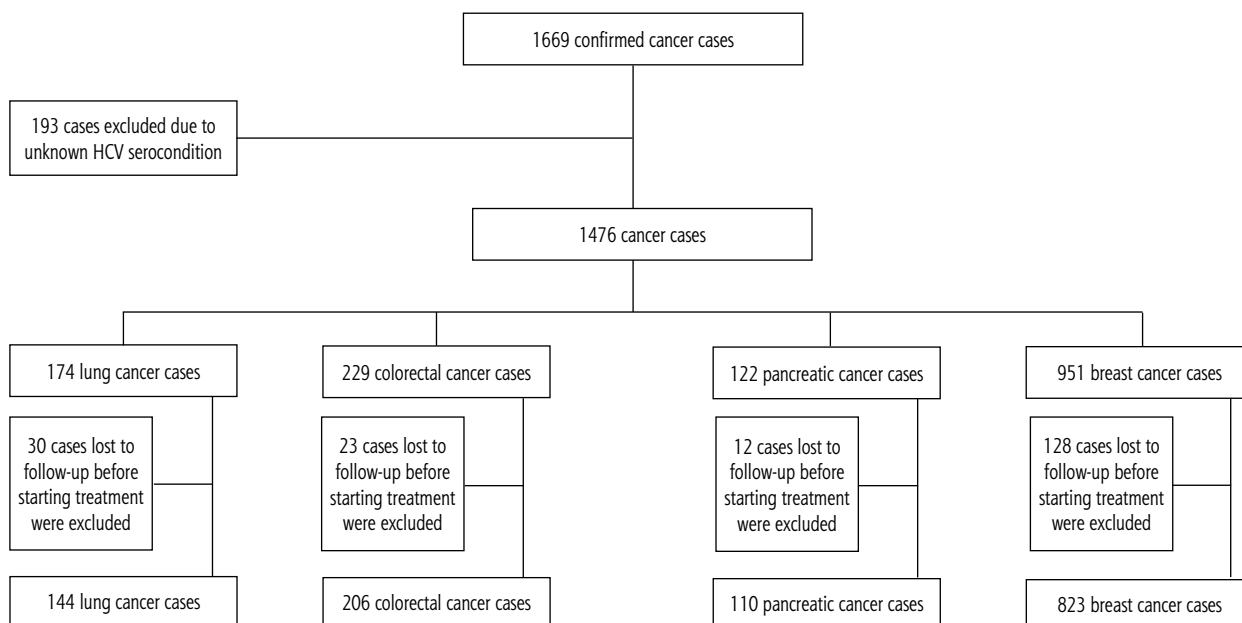 1669 confirmed cancer cases
193 cases excluded due to
unknown HCV serocondition
1476 cancer cases
174 lung cancer cases
229 colorectal cancer cases
122 pancreatic cancer cases
951 breast cancer cases
30 cases lost to
follow-up before
starting treatment
were excluded
23 cases lost to
follow-up before
starting treatment
were excluded
12 cases lost to
follow-up before
starting treatment
were excluded
128 cases lost to
follow-up before
starting treatment
were excluded
144 lung cancer cases
206 colorectal cancer cases
110 pancreatic cancer cases
823 breast cancer cases